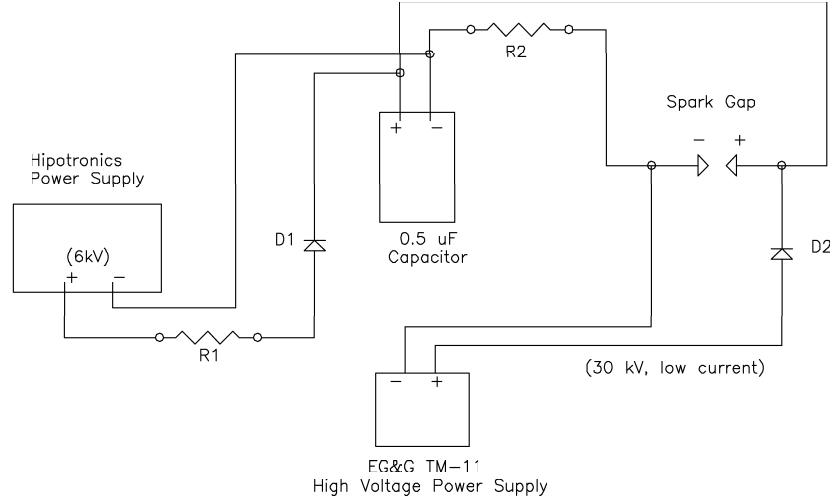 R2
Spark Gap
- +
Hipotronics
Power Supply
+ -
(6kV)
+ -
D1
0.5 uF
Capacitor
D2
R1
(30 kV, low current)
- +
EG&G TM-11
High Voltage Power Supply